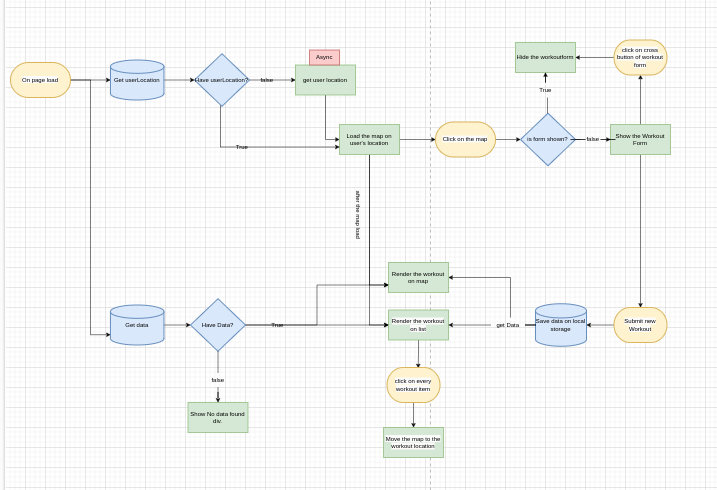 Async
Hide the workoutform
click on cross
button of workout
form
On page load
Get userLocation
Have userLocation?
false
get user location
True
Load the map on
user's location
Click on the map
is form shown?
false
Show the Workout
Form
True
after the map load
Render the workout
on map
Get data
Have Data?
True
Render the workout
on list
get Data
Save data on local
storage
Submit new
Workout
false
click on every
workout item
Show No data found
div.
Move the map to the
workout location